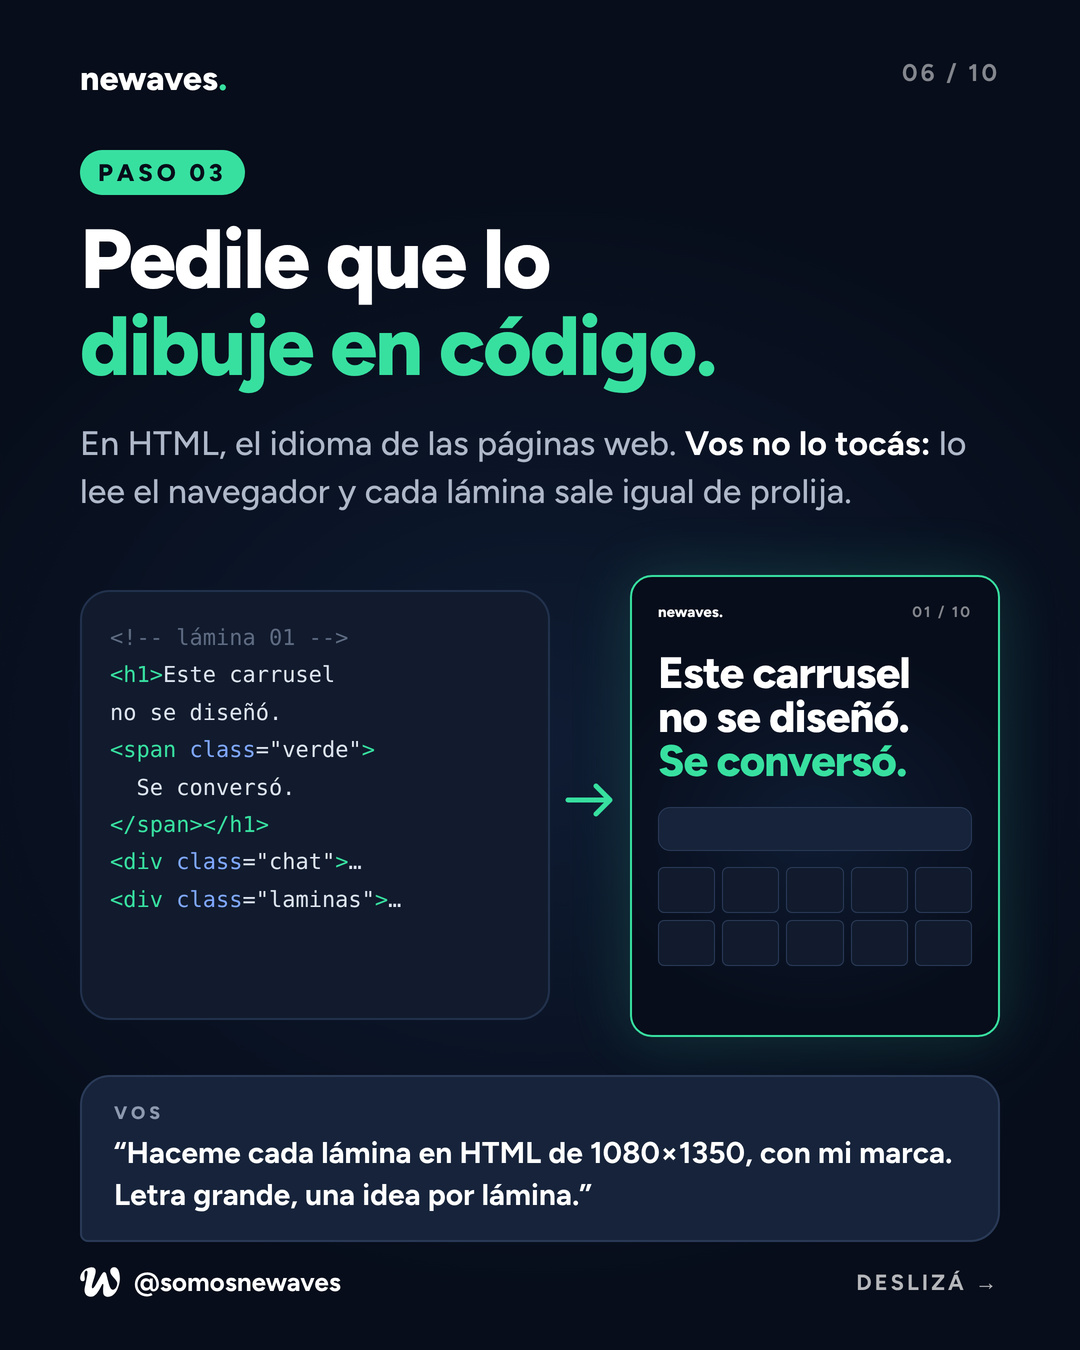 newaves.
06 / 10
PASO 03
Pedile que lo
dibuje en código.
En HTML, el idioma de las páginas web. Vos no lo tocás: lo
lee el navegador y cada lámina sale igual de prolija.
<!-- lámina 01 -->
<h1>Este carrusel
no se diseñó.
<span class="verde">
  Se conversó.
</span></h1>
<div class="chat">…
<div class="laminas">…
newaves.
01 / 10
Este carrusel
no se diseñó.
Se conversó.
VOS
“Haceme cada lámina en HTML de 1080×1350, con mi marca.
Letra grande, una idea por lámina.”
W @somosnewaves
DESLIZÁ →